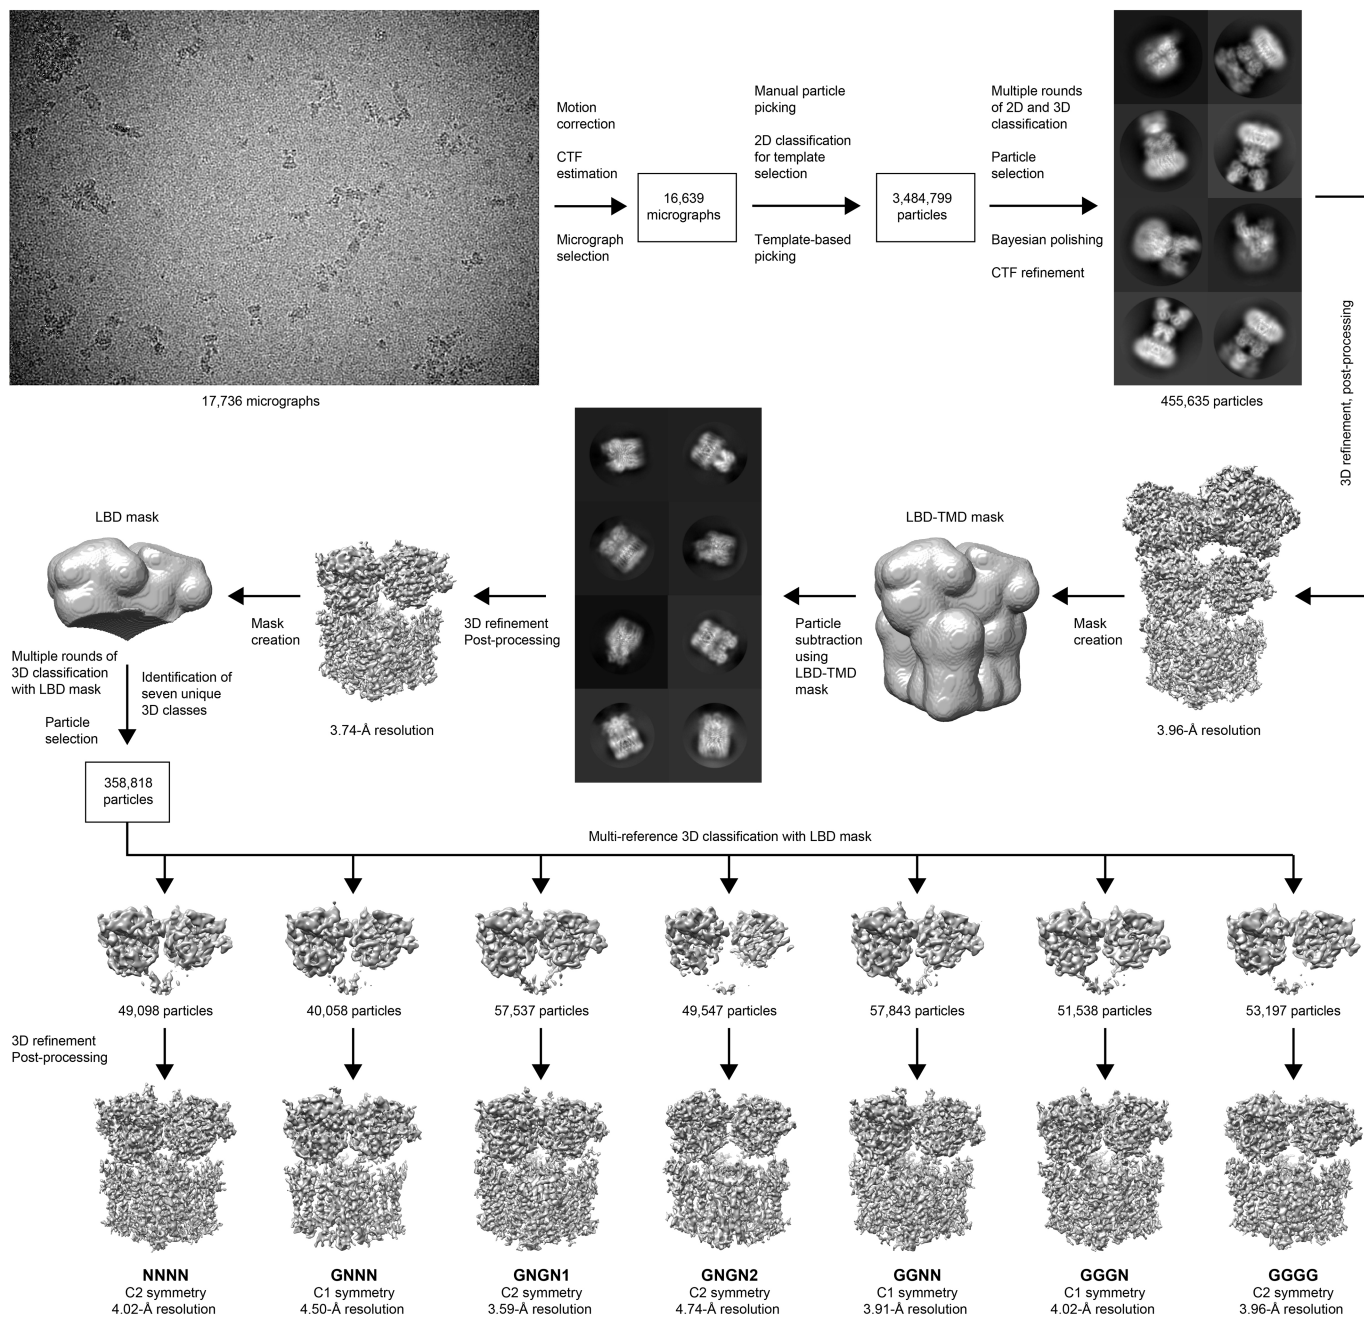 Motion
correction
CTF
estimation
Micrograph
selection
16,639
micrographs
Manual particle
picking
2D classification
for template
selection
Template-based
picking
3,484,799
particles
Multiple rounds
of 2D and 3D
classification
Particle
selection
Bayesian polishing
CTF refinement
17,736 micrographs
455,635 particles
3D refinement, post-processing
LBD mask
Mask
creation
3D refinement
Post-processing
Particle
subtraction
using
LBD-TMD
mask
LBD-TMD mask
Mask
creation
3.74-Å resolution
3.96-Å resolution
Multiple rounds of
3D classification
with LBD mask
Identification of
seven unique
3D classes
Particle
selection
358,818
particles
Multi-reference 3D classification with LBD mask
49,098 particles
40,058 particles
57,537 particles
49,547 particles
57,843 particles
51,538 particles
53,197 particles
3D refinement
Post-processing
NNNN
C2 symmetry
4.02-Å resolution
GNNN
C1 symmetry
4.50-Å resolution
GNGN1
C2 symmetry
3.59-Å resolution
GNGN2
C2 symmetry
4.74-Å resolution
GGNN
C1 symmetry
3.91-Å resolution
GGGN
C1 symmetry
4.02-Å resolution
GGGG
C2 symmetry
3.96-Å resolution